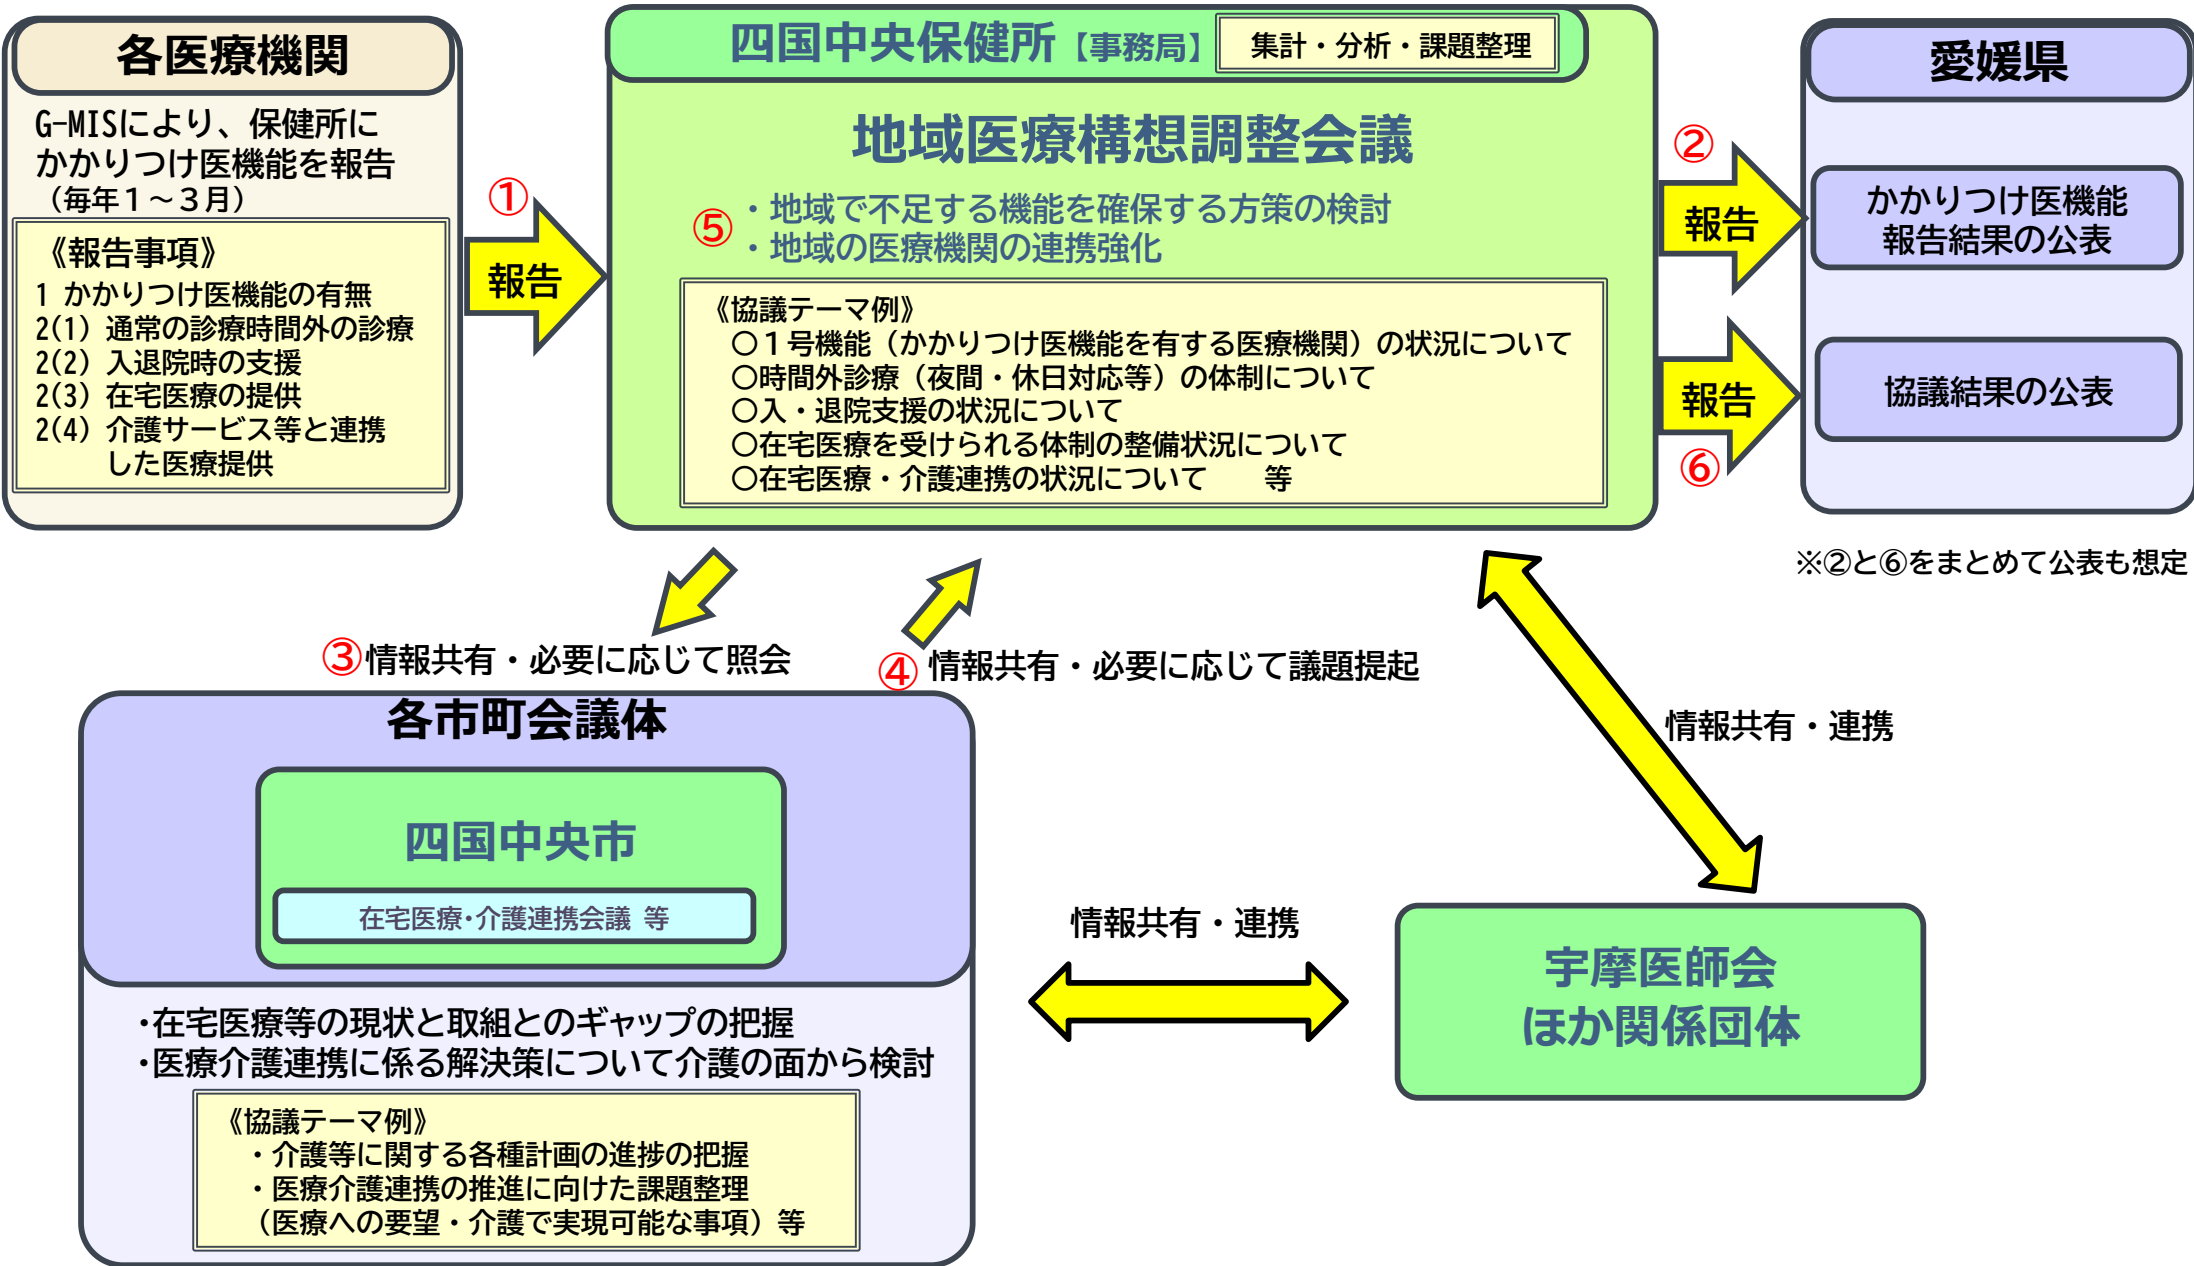 各医療機関
G-MISにより、保健所に
かかりつけ医機能を報告
（毎年１～３月）
《報告事項》
1 かかりつけ医機能の有無
2(1) 通常の診療時間外の診療
2(2) 入退院時の支援
2(3) 在宅医療の提供
2(4) 介護サービス等と連携
した医療提供
①
報告
四国中央保健所【事務局】
集計・分析・課題整理
地域医療構想調整会議
⑤
・地域で不足する機能を確保する方策の検討
・地域の医療機関の連携強化
《協議テーマ例》
○１号機能（かかりつけ医機能を有する医療機関）の状況について
○時間外診療（夜間・休日対応等）の体制について
○入・退院支援の状況について
○在宅医療を受けられる体制の整備状況について
○在宅医療・介護連携の状況について　等
②
報告
報告
⑥
愛媛県
かかりつけ医機能
報告結果の公表
協議結果の公表
※②と⑥をまとめて公表も想定
③情報共有・必要に応じて照会
④ 情報共有・必要に応じて議題提起
情報共有・連携
各市町会議体
四国中央市
在宅医療･介護連携会議 等
･在宅医療等の現状と取組とのギャップの把握
･医療介護連携に係る解決策について介護の面から検討
《協議テーマ例》
・介護等に関する各種計画の進捗の把握
・医療介護連携の推進に向けた課題整理
（医療への要望・介護で実現可能な事項）等
情報共有・連携
宇摩医師会
ほか関係団体